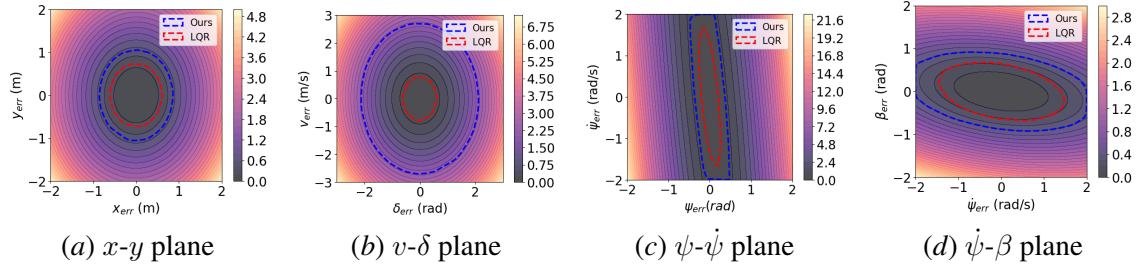 Ours
LQR
y_err (m)
2
1
0
−1
−2
−2 −1 0 1 2
x_err (m)
4.8
4.2
3.6
3.0
2.4
1.8
1.2
0.6
0.0
(a) x-y plane
Ours
LQR
v_err (m/s)
3
2
1
0
−1
−2
−3
−2 0 2
δ_err (rad)
6.75
6.00
5.25
4.50
3.75
3.00
2.25
1.50
0.75
0.00
(b) v-δ plane
Ours
LQR
ψ̇_err (rad/s)
2
1
0
−1
−2
−2 −1 0 1 2
ψ_err(rad)
21.6
19.2
16.8
14.4
12.0
9.6
7.2
4.8
2.4
0.0
(c) ψ-ψ̇ plane
Ours
LQR
β_err (rad)
2
1
0
−1
−2
−2 −1 0 1 2
ψ̇_err (rad/s)
2.8
2.4
2.0
1.6
1.2
0.8
0.4
0.0
(d) ψ̇-β plane